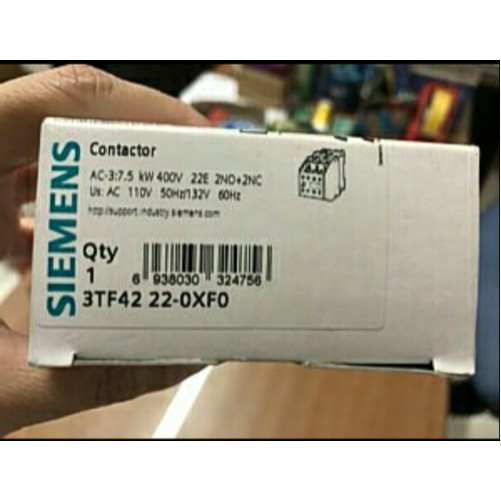 SIEMENS
Contactor
AC-3:7.5 kW 400V 22E 2NO+2NC
Us: AC 110V 50Hz/132V 60Hz
http://support.industry.siemens.com
Qty
1
6 938030 324756
3TF42 22-0XF0